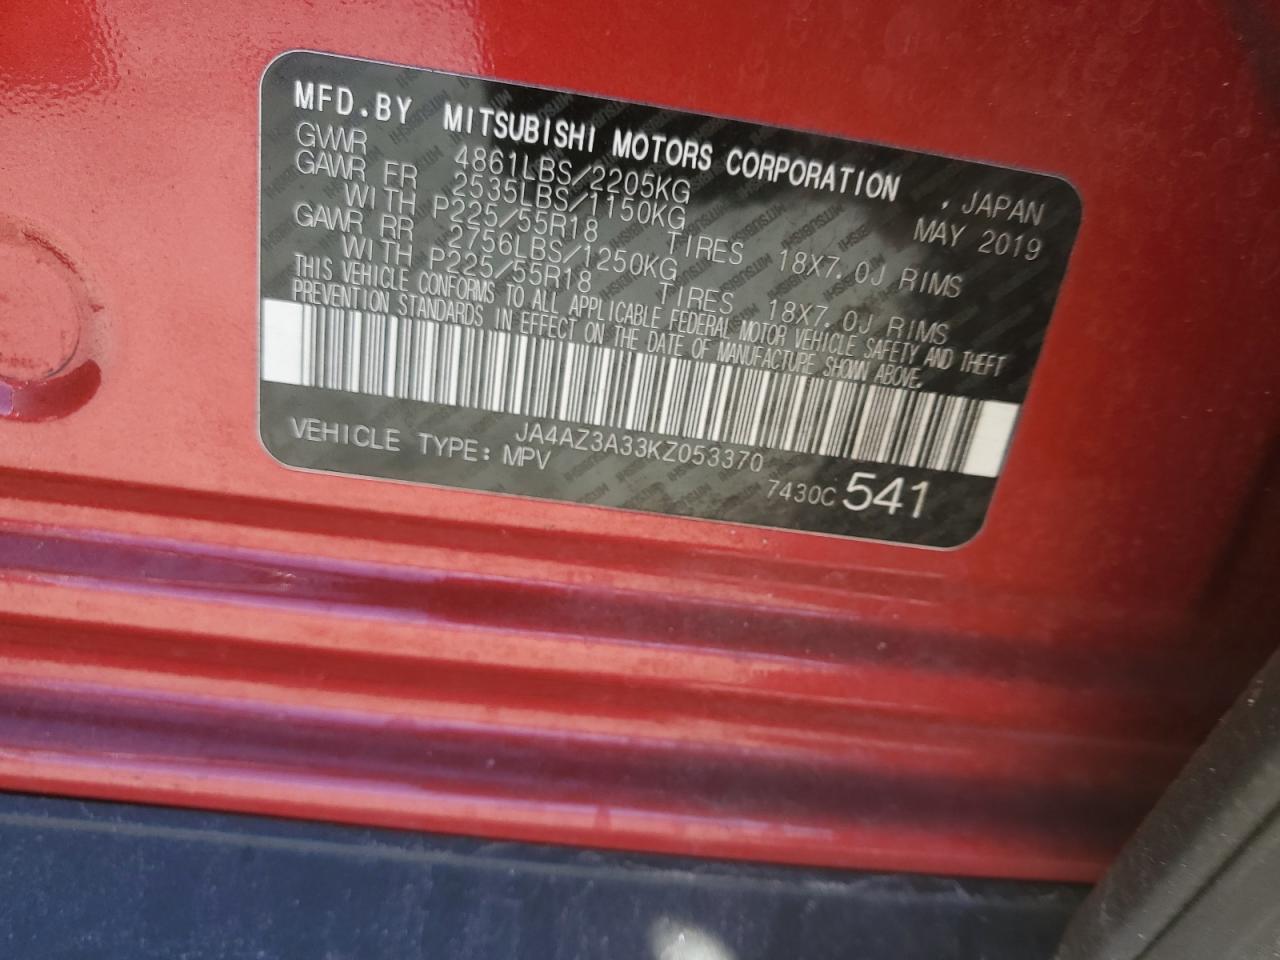 MFD.BY MITSUBISHI MOTORS CORPORATION , JAPAN
GVWR 4861LBS/2205KG MAY 2019
GAWR FR 2535LBS/1150KG
WITH P225/55R18 TIRES 18X7.0J RIMS
GAWR RR 2756LBS/1250KG
WITH P225/55R18 TIRES 18X7.0J RIMS
THIS VEHICLE CONFORMS TO ALL APPLICABLE FEDERAL MOTOR VEHICLE SAFETY AND THEFT
PREVENTION STANDARDS IN EFFECT ON THE DATE OF MANUFACTURE SHOWN ABOVE.
JA4AZ3A33KZ053370
VEHICLE TYPE: MPV
7430C 541